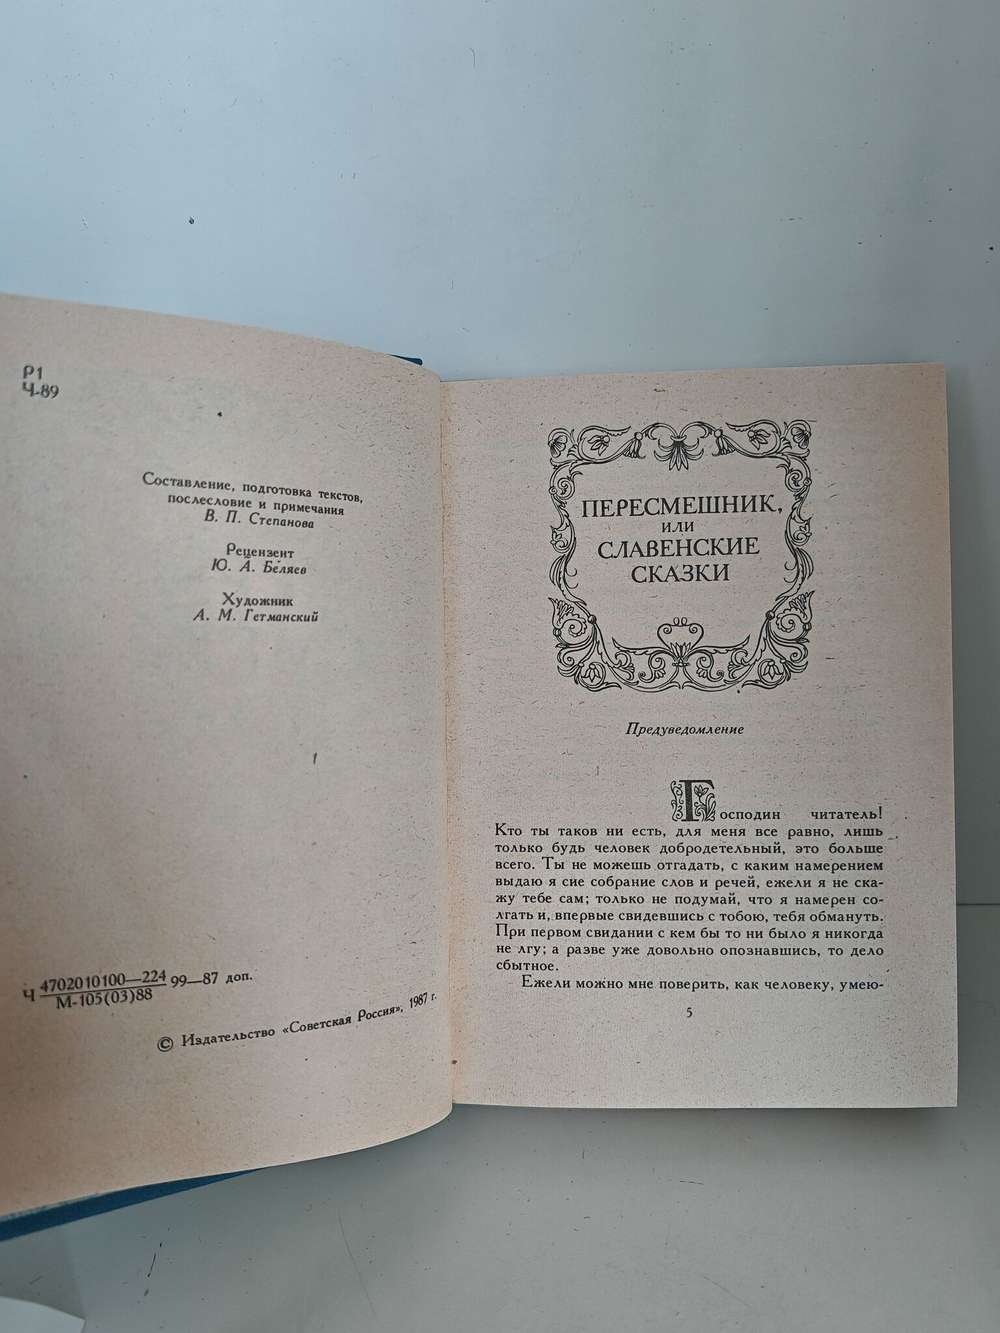 Р1
Ч-89
Составление, подготовка текстов,
послесловие и примечания
В. П. Степанова
Рецензент
Ю. А. Беляев
Художник
А. М. Гетманский
Ч 4702010100—224
М-105(03)88
99—87 доп.
© Издательство «Советская Россия», 1987 г.
ПЕРЕСМЕШНИК,
ИЛИ
СЛАВЕНСКИЕ
СКАЗКИ
Предуведомление
Господин читатель!
Кто ты таков ни есть, для меня все равно, лишь
только будь человек добродетельный, это больше
всего. Ты не можешь отгадать, с каким намерением
выдаю я сие собрание слов и речей, ежели я не ска-
жу тебе сам; только не подумай, что я намерен со-
лгать и, впервые свидевшись с тобою, тебя обмануть.
При первом свидании с кем бы то ни было я никогда
не лгу; а разве уже довольно опознавшись, то дело
сбытное.
Ежели можно мне поверить, как человеку, умею-
5